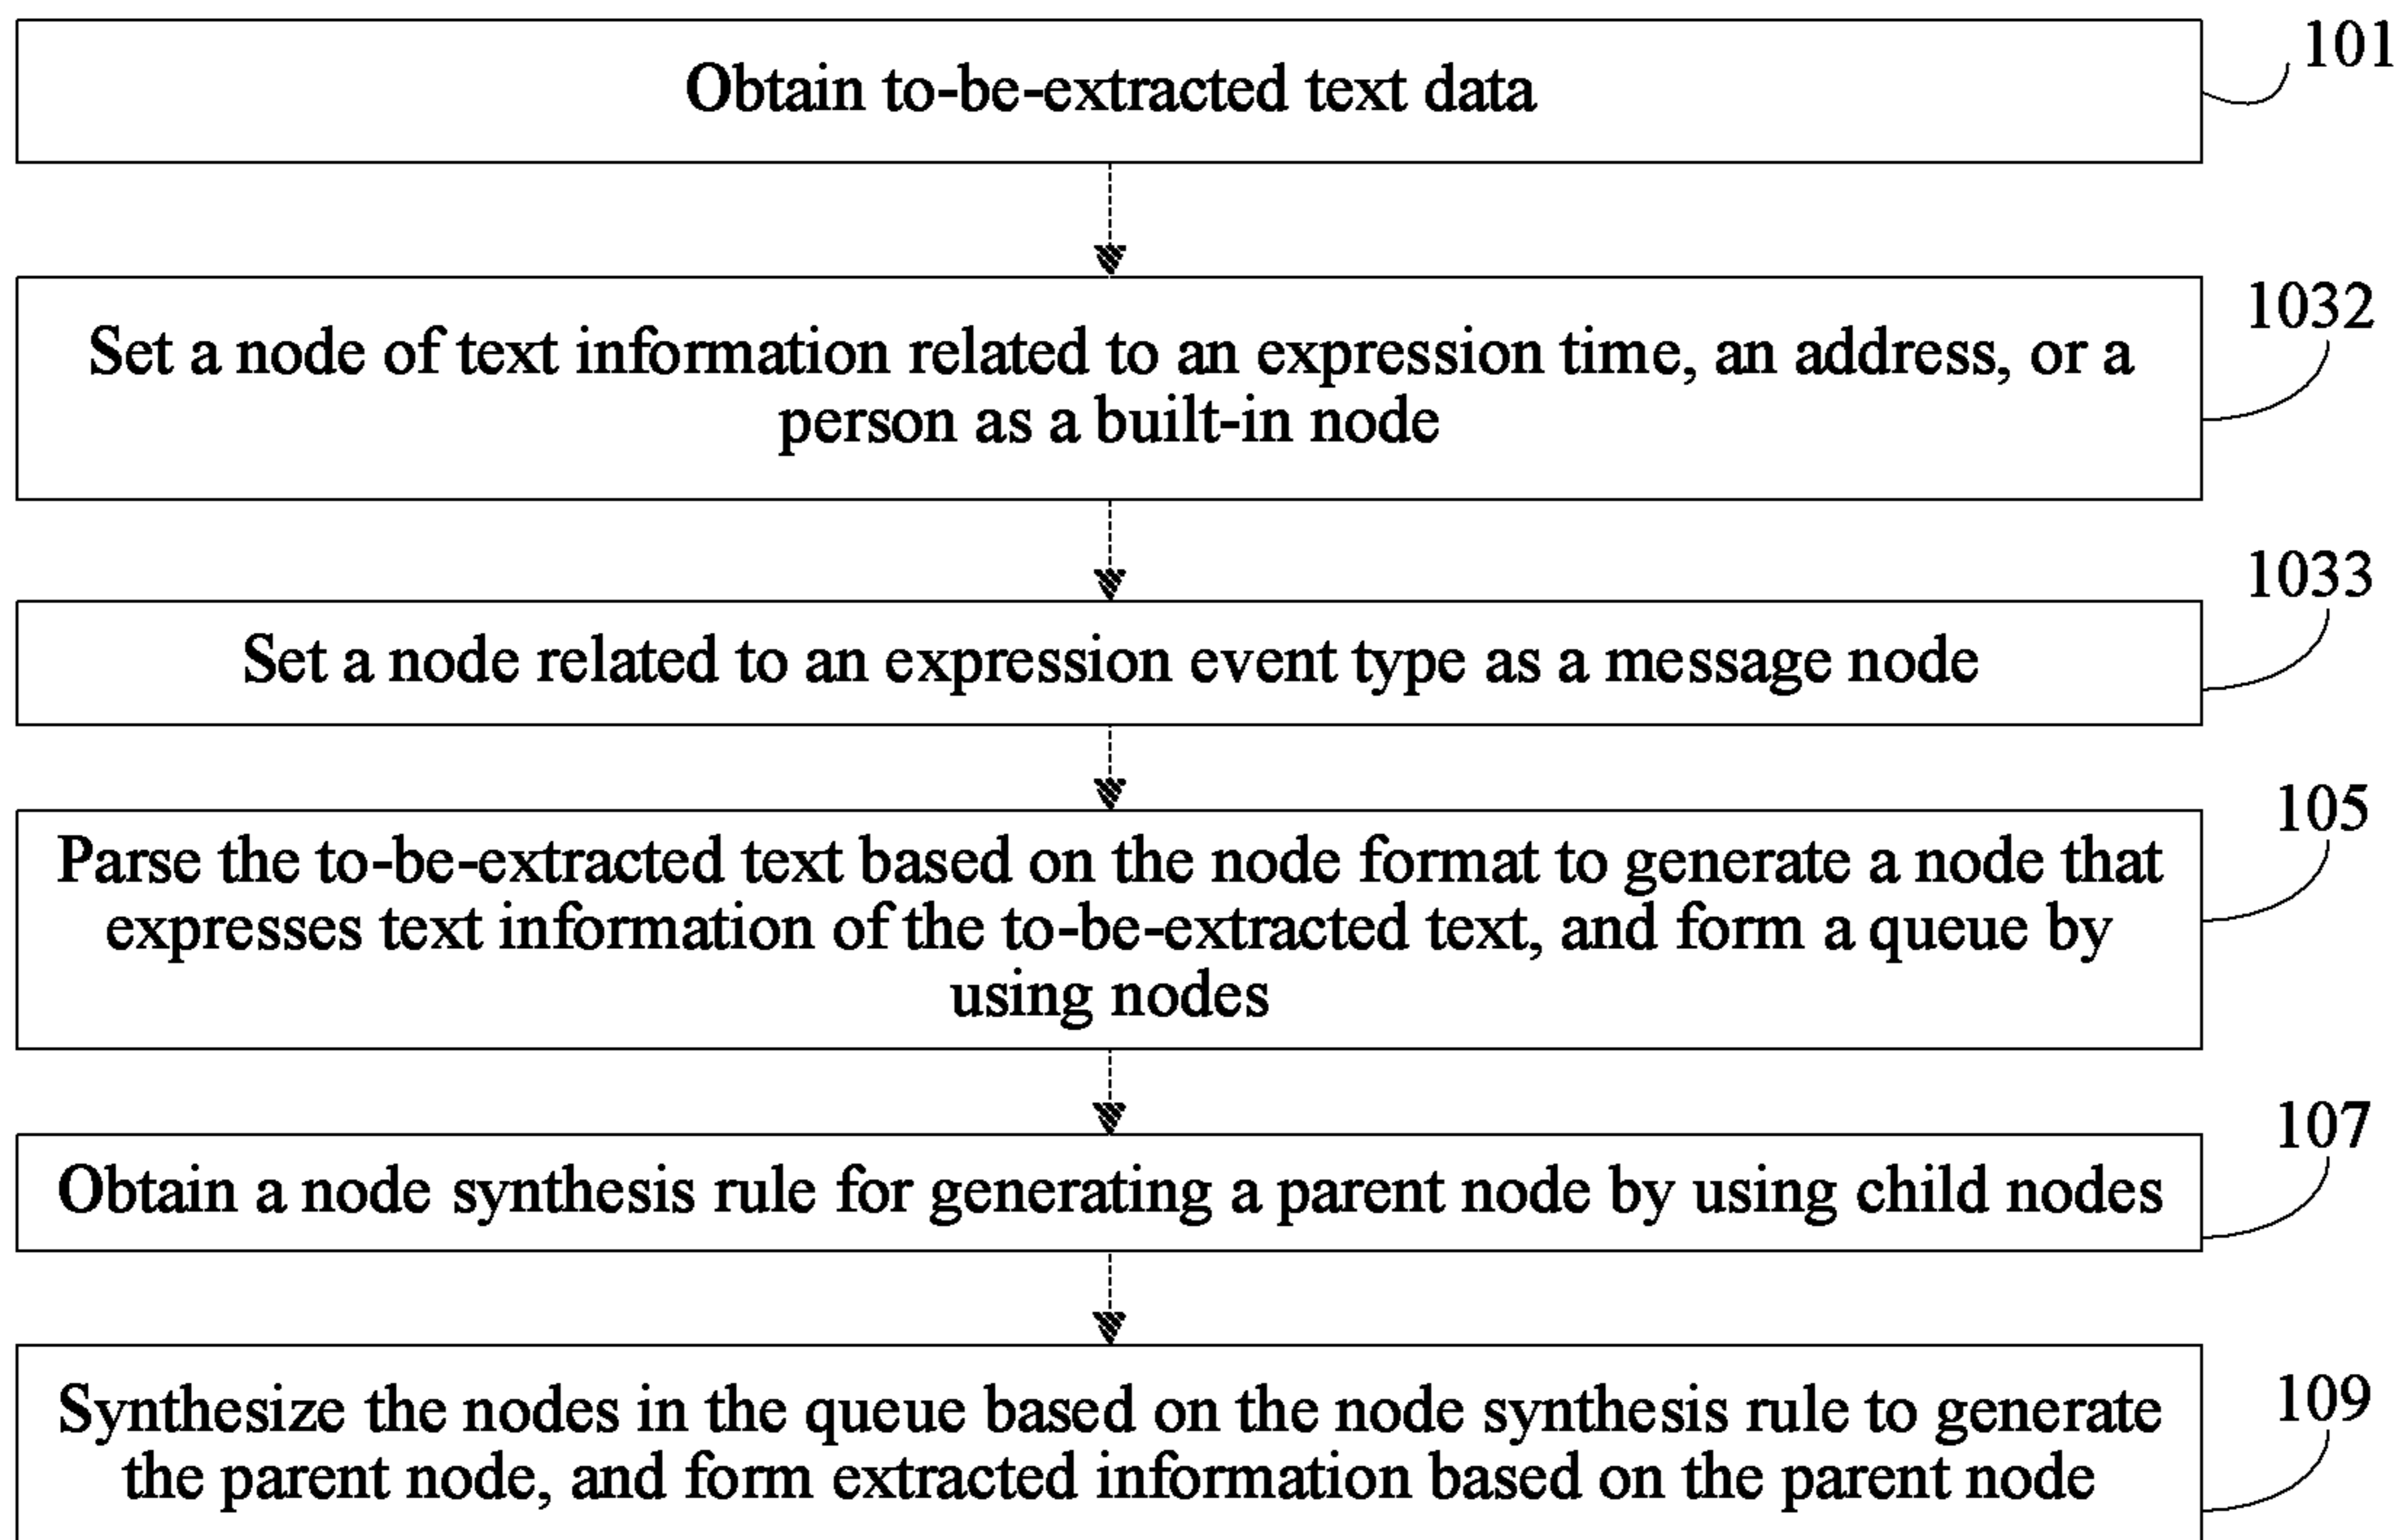 101
Obtain to-be-extracted text data
1032
Set a node of text information related to an expression time, an address, or a
person as a built-in node
1033
Set a node related to an expression event type as a message node
105
Parse the to-be-extracted text based on the node format to generate a node that
expresses text information of the to-be-extracted text, and form a queue by
using nodes
107
Obtain a node synthesis rule for generating a parent node by using child nodes
109
Synthesize the nodes in the queue based on the node synthesis rule to generate
the parent node, and form extracted information based on the parent node